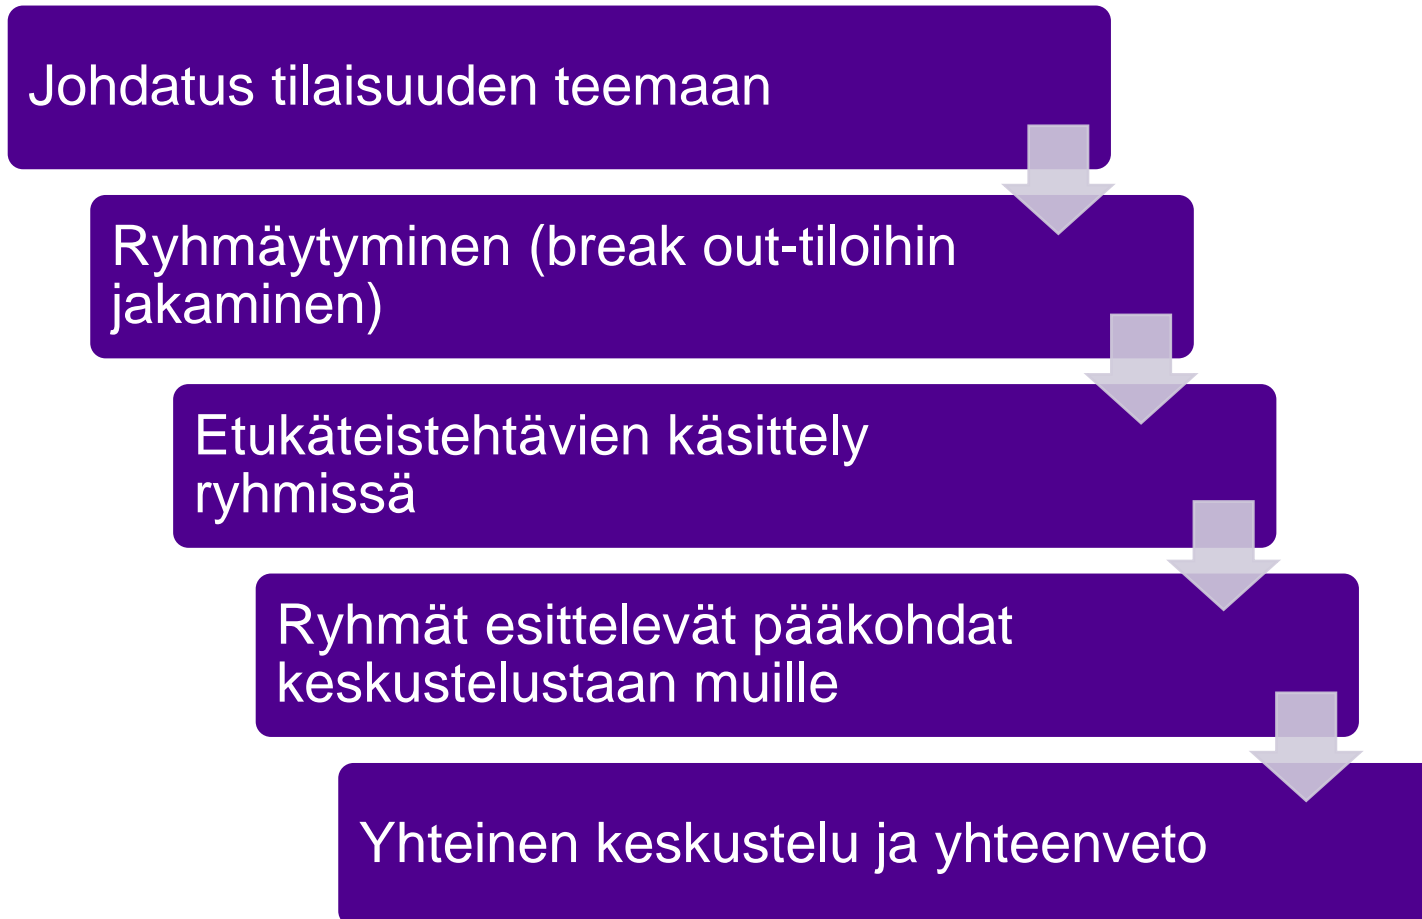 Johdatus tilaisuuden teemaan
Ryhmäytyminen (break out-tiloihin
jakaminen)
Etukäteistehtävien käsittely
ryhmissä
Ryhmät esittelevät pääkohdat
keskustelustaan muille
Yhteinen keskustelu ja yhteenveto